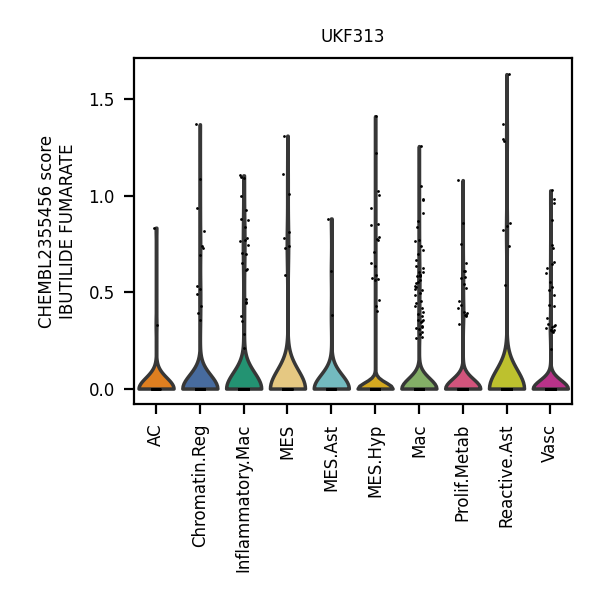 UKF313
CHEMBL2355456 score
IBUTILIDE FUMARATE
1.5
1.0
0.5
0.0
AC
Chromatin.Reg
Inflammatory.Mac
MES
MES.Ast
MES.Hyp
Mac
Prolif.Metab
Reactive.Ast
Vasc